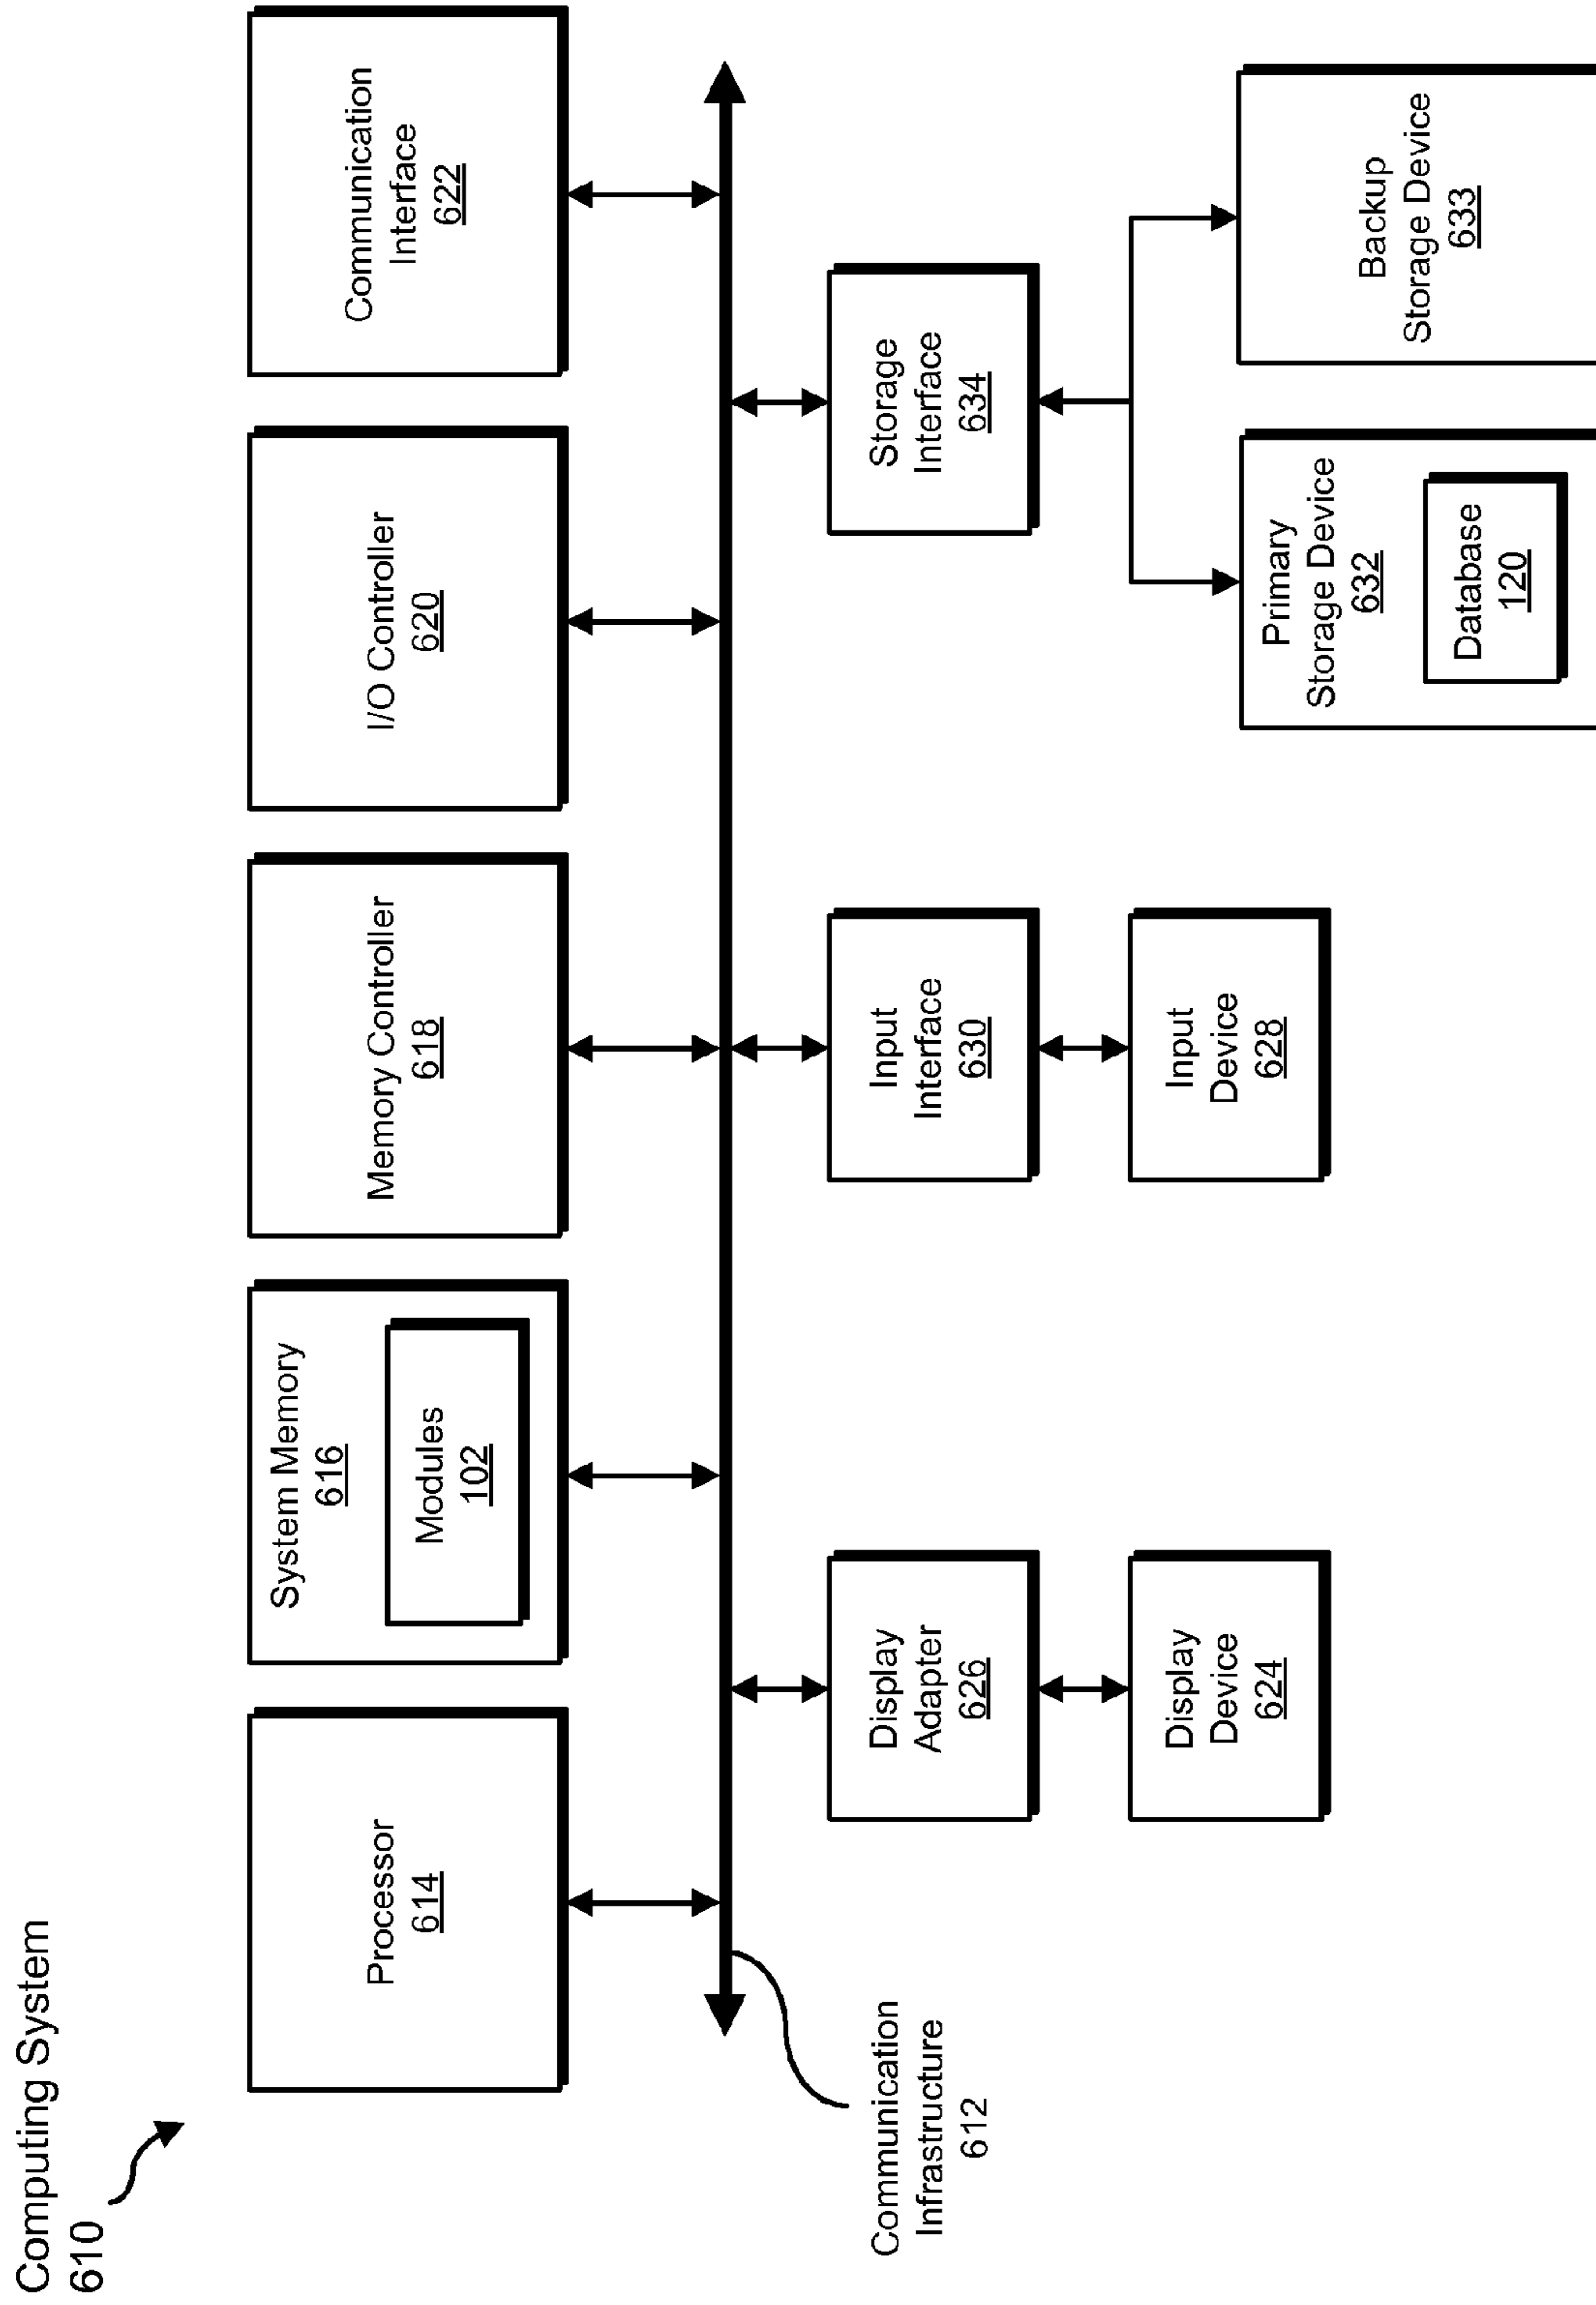 Computing System
610
Processor
614
System Memory
616
Modules
102
Memory Controller
618
I/O Controller
620
Communication
Interface
622
Communication
Infrastructure
612
Display
Adapter
626
Input
Interface
630
Storage
Interface
634
Display
Device
624
Input
Device
628
Primary
Storage Device
632
Database
120
Backup
Storage Device
633